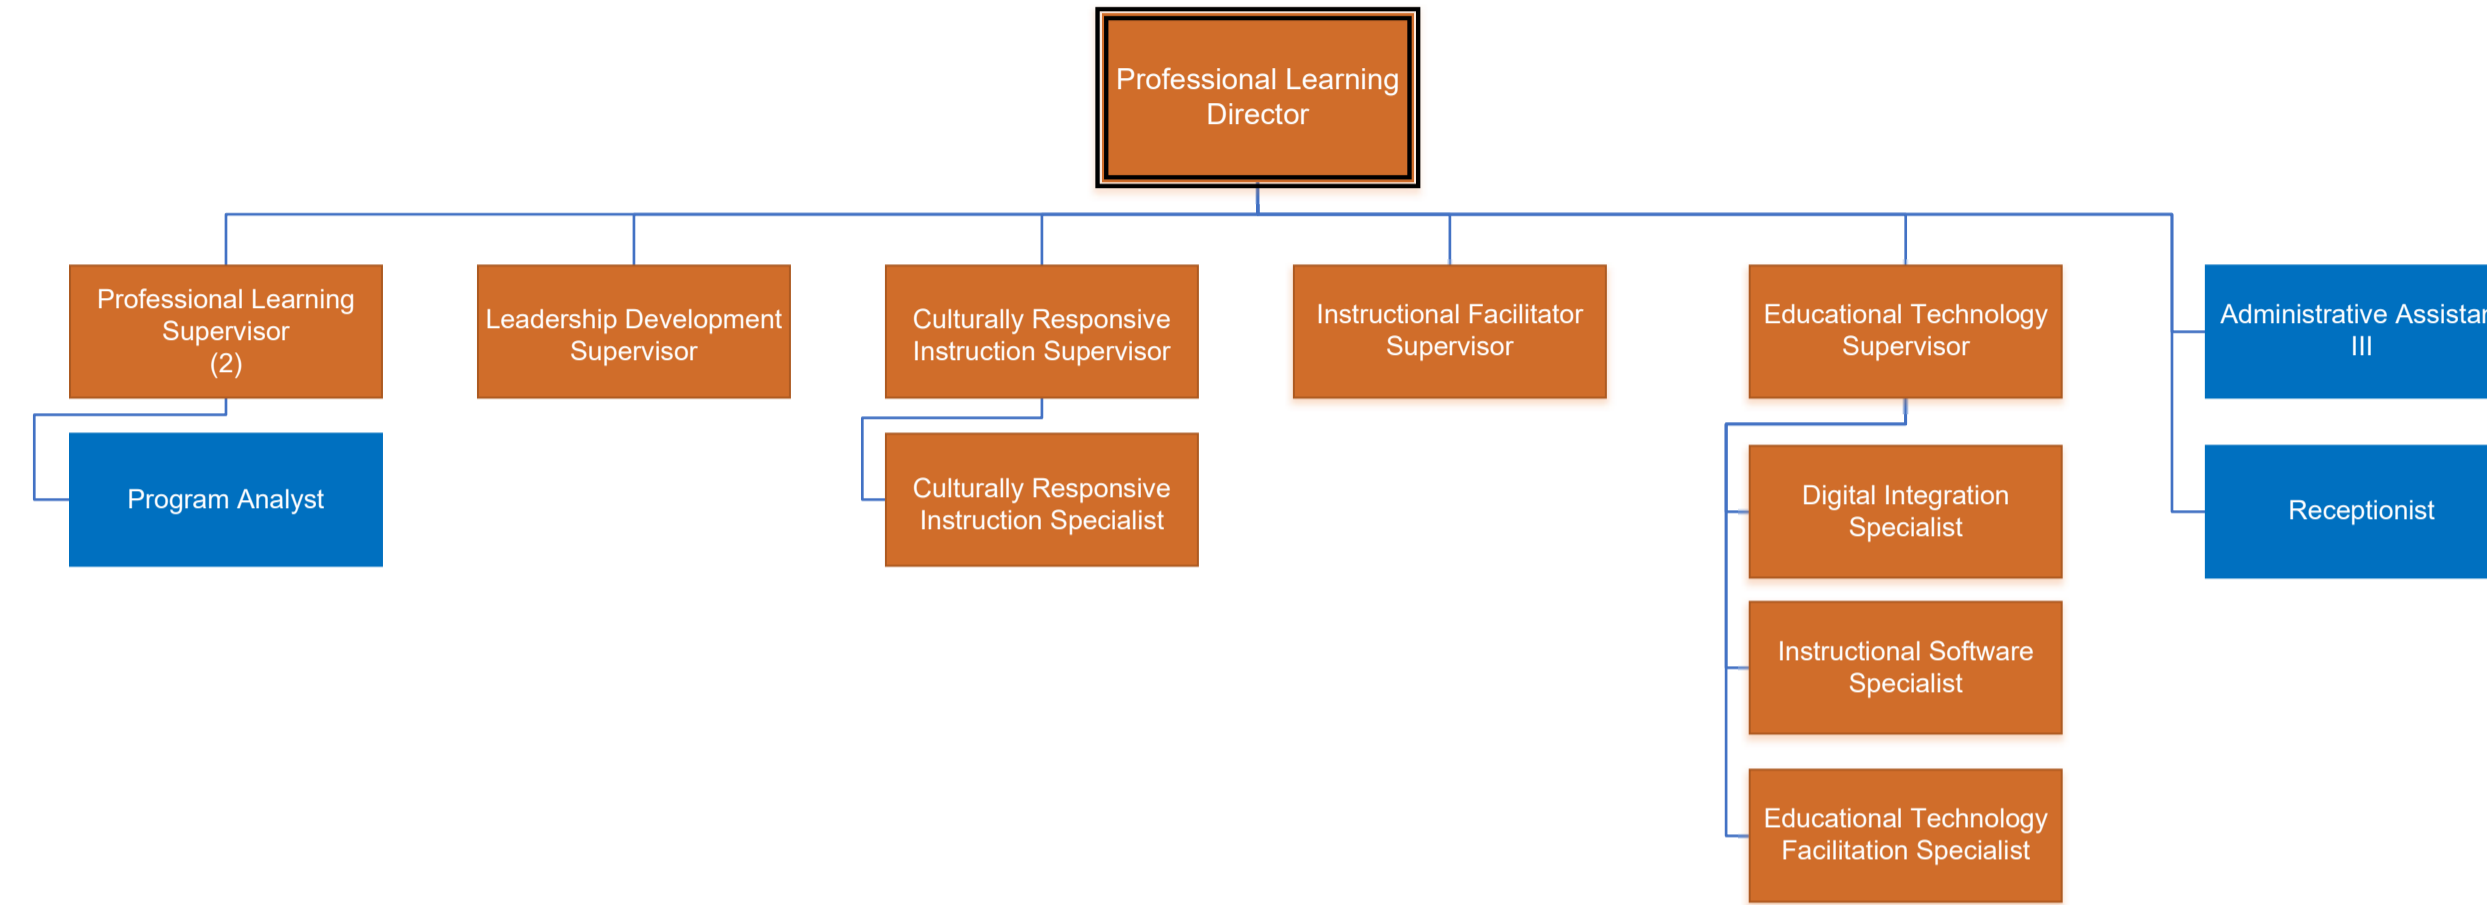 Professional Learning
Director
Professional Learning
Supervisor
(2)
Leadership Development
Supervisor
Culturally Responsive
Instruction Supervisor
Instructional Facilitator
Supervisor
Educational Technology
Supervisor
Administrative Assistan
III
Program Analyst
Culturally Responsive
Instruction Specialist
Digital Integration
Specialist
Receptionist
Instructional Software
Specialist
Educational Technology
Facilitation Specialist